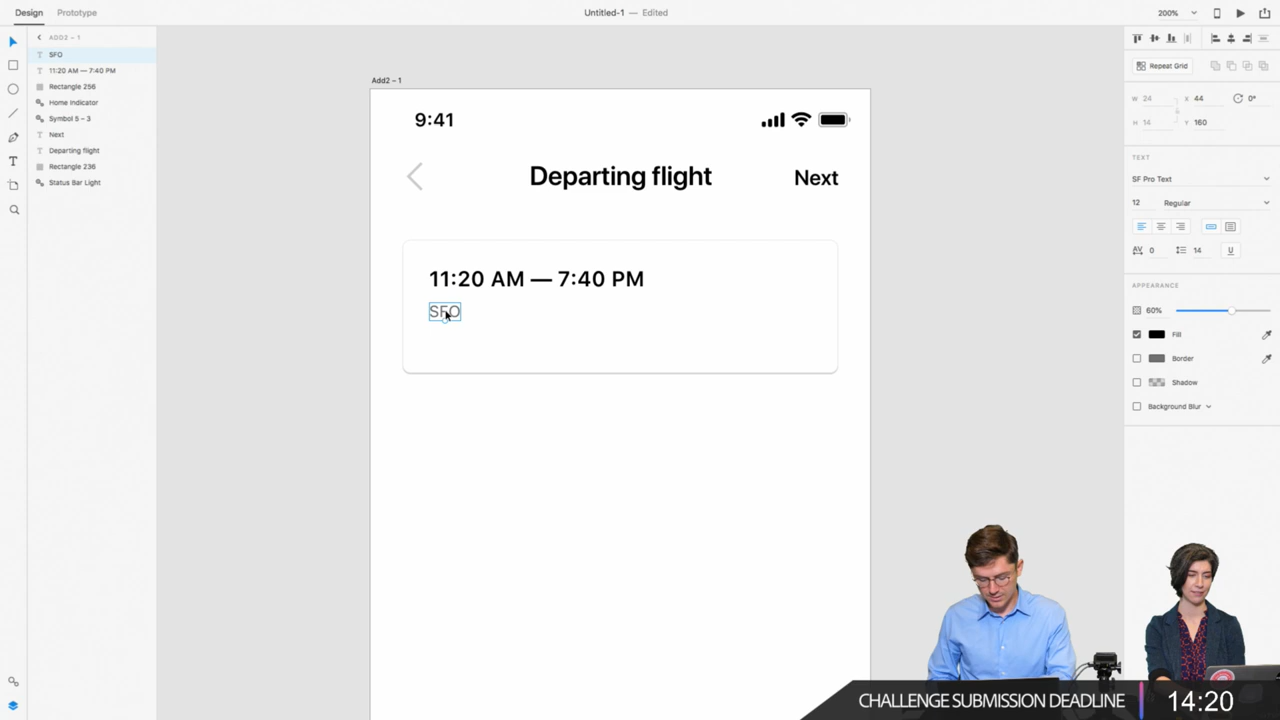 Design Prototype Untitled-1 — Edited 200%
ADD2 – 1
SFO
11:20 AM — 7:40 PM
Rectangle 256
Home Indicator
Symbol 5 – 3
Next
Departing flight
Rectangle 236
Status Bar Light
Add2 – 1
9:41
Departing flight Next
11:20 AM — 7:40 PM
SFO
Repeat Grid
W 24 X 44 0°
H 14 Y 160
TEXT
SF Pro Text
12 Regular
AV 0 14 U
APPEARANCE
60%
Fill
Border
Shadow
Background Blur
CHALLENGE SUBMISSION DEADLINE 14:20